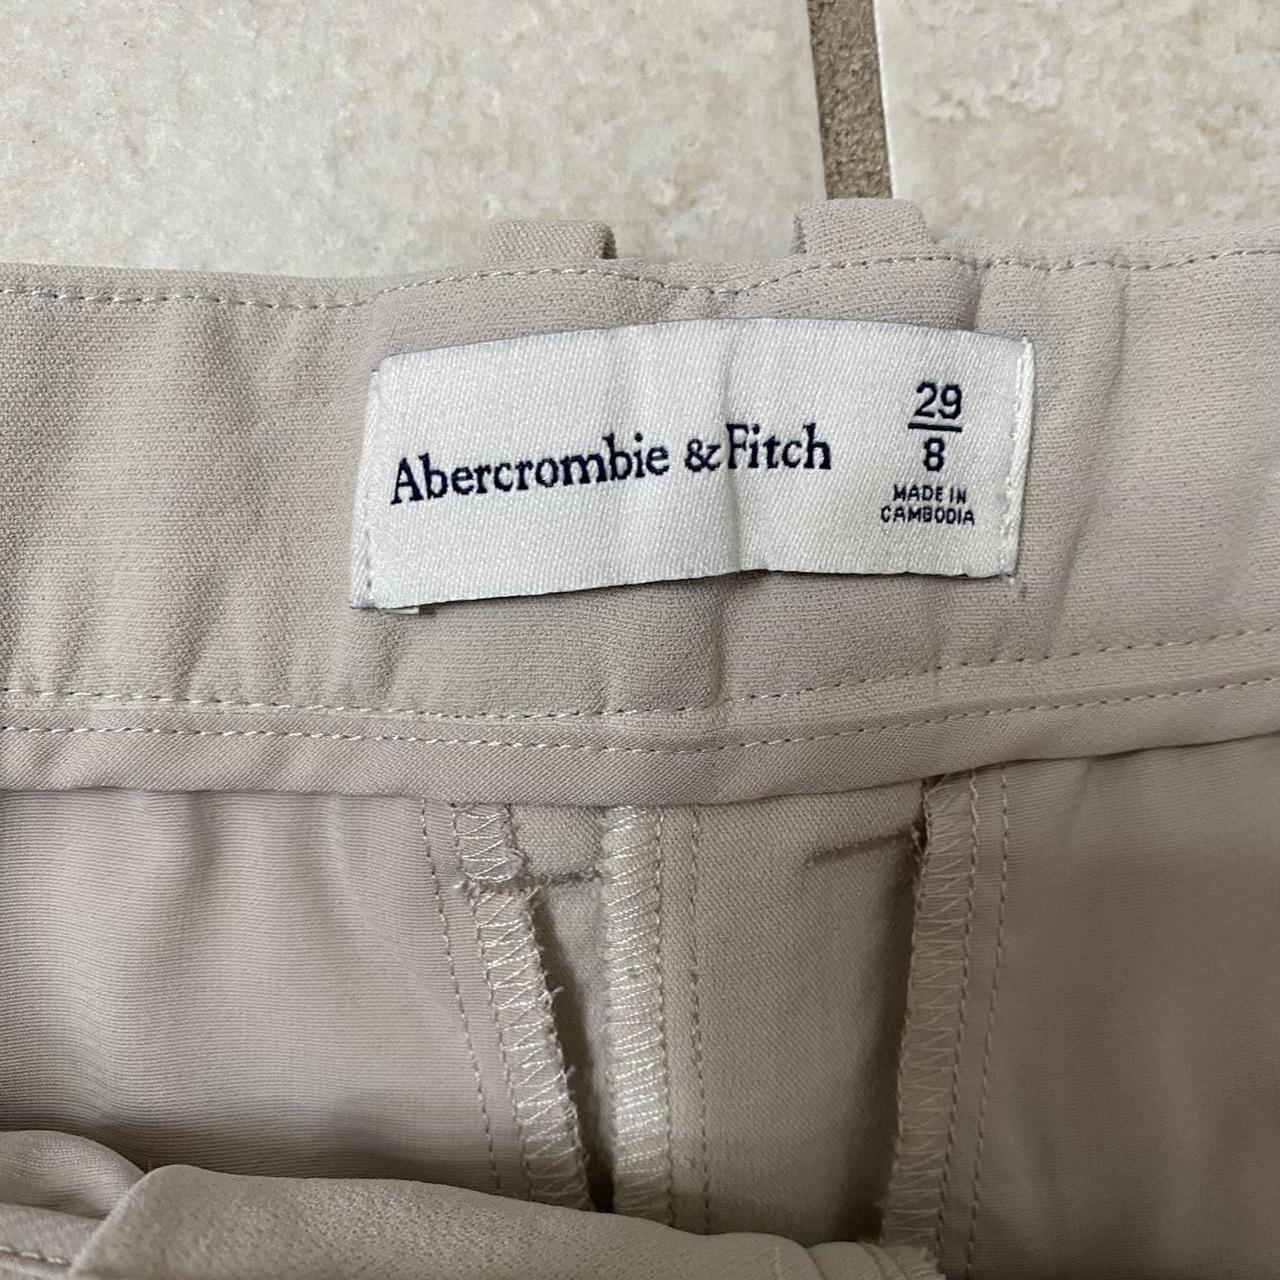 Abercrombie & Fitch
29
8
MADE IN
CAMBODIA